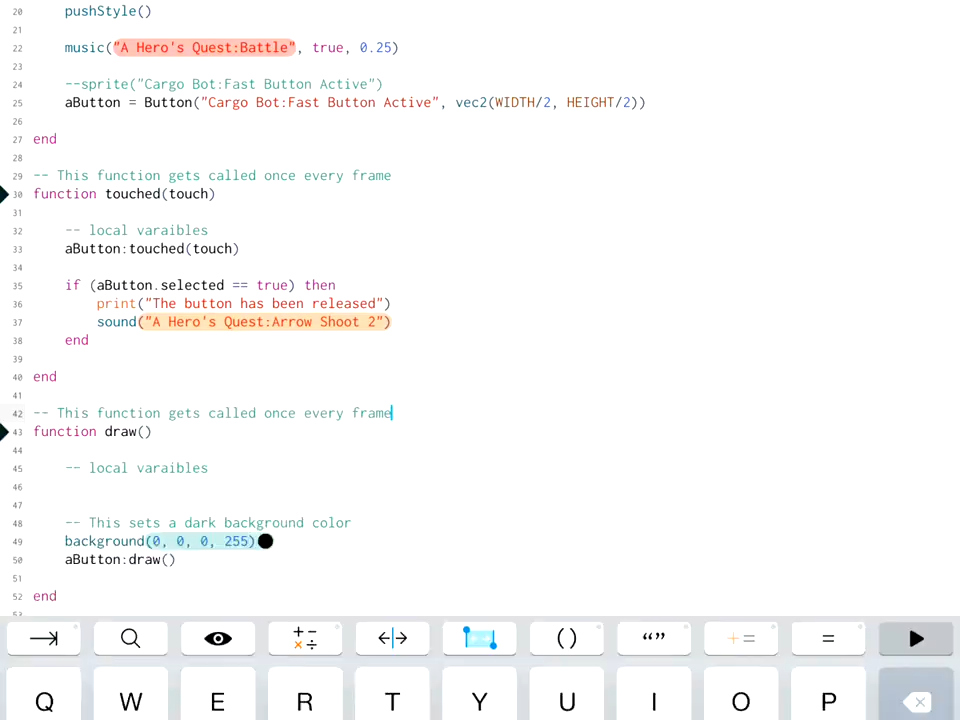 20 pushStyle()
21
22 music("A Hero's Quest:Battle", true, 0.25)
23
24 --sprite("Cargo Bot:Fast Button Active")
25 aButton = Button("Cargo Bot:Fast Button Active", vec2(WIDTH/2, HEIGHT/2))
26
27 end
28
29 -- This function gets called once every frame
30 function touched(touch)
31
32 -- local varaibles
33 aButton:touched(touch)
34
35 if (aButton.selected == true) then
36 print("The button has been released")
37 sound("A Hero's Quest:Arrow Shoot 2")
38 end
39
40 end
41
42 -- This function gets called once every frame
43 function draw()
44
45 -- local varaibles
46
47
48 -- This sets a dark background color
49 background(0, 0, 0, 255)
50 aButton:draw()
51
52 end
53
+ - × ÷ () “” + = =
Q W E R T Y U I O P